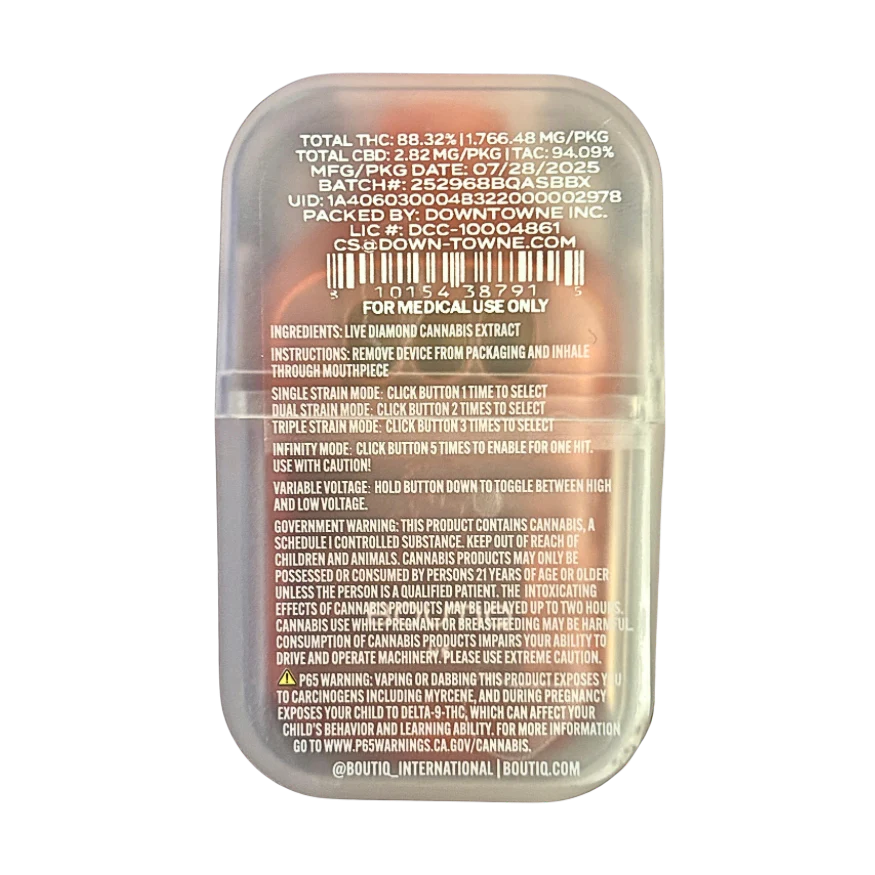 TOTAL THC: 88.32% | 1,766.48 MG/PKG
TOTAL CBD: 2.82 MG/PKG | TAC: 94.09%
MFG/PKG DATE: 07/28/2025
BATCH#: 252968BQASBBX
UID: 1A406030004B322000002978
PACKED BY: DOWNTOWNE INC.
LIC #: DCC-10004861
CS@DOWN-TOWNE.COM
8 10154 38791 5
FOR MEDICAL USE ONLY
INGREDIENTS: LIVE DIAMOND CANNABIS EXTRACT
INSTRUCTIONS: REMOVE DEVICE FROM PACKAGING AND INHALE
THROUGH MOUTHPIECE
SINGLE STRAIN MODE: CLICK BUTTON 1 TIME TO SELECT
DUAL STRAIN MODE: CLICK BUTTON 2 TIMES TO SELECT
TRIPLE STRAIN MODE: CLICK BUTTON 3 TIMES TO SELECT
INFINITY MODE: CLICK BUTTON 5 TIMES TO ENABLE FOR ONE HIT.
USE WITH CAUTION!
VARIABLE VOLTAGE: HOLD BUTTON DOWN TO TOGGLE BETWEEN HIGH
AND LOW VOLTAGE.
GOVERNMENT WARNING: THIS PRODUCT CONTAINS CANNABIS, A
SCHEDULE I CONTROLLED SUBSTANCE. KEEP OUT OF REACH OF
CHILDREN AND ANIMALS. CANNABIS PRODUCTS MAY ONLY BE
POSSESSED OR CONSUMED BY PERSONS 21 YEARS OF AGE OR OLDER
UNLESS THE PERSON IS A QUALIFIED PATIENT. THE INTOXICATING
EFFECTS OF CANNABIS PRODUCTS MAY BE DELAYED UP TO TWO HOURS.
CANNABIS USE WHILE PREGNANT OR BREASTFEEDING MAY BE HARMFUL.
CONSUMPTION OF CANNABIS PRODUCTS IMPAIRS YOUR ABILITY TO
DRIVE AND OPERATE MACHINERY. PLEASE USE EXTREME CAUTION.
P65 WARNING: VAPING OR DABBING THIS PRODUCT EXPOSES YOU
TO CARCINOGENS INCLUDING MYRCENE, AND DURING PREGNANCY
EXPOSES YOUR CHILD TO DELTA-9-THC, WHICH CAN AFFECT YOUR
CHILD'S BEHAVIOR AND LEARNING ABILITY. FOR MORE INFORMATION
GO TO WWW.P65WARNINGS.CA.GOV/CANNABIS.
@BOUTIQ_INTERNATIONAL | BOUTIQ.COM